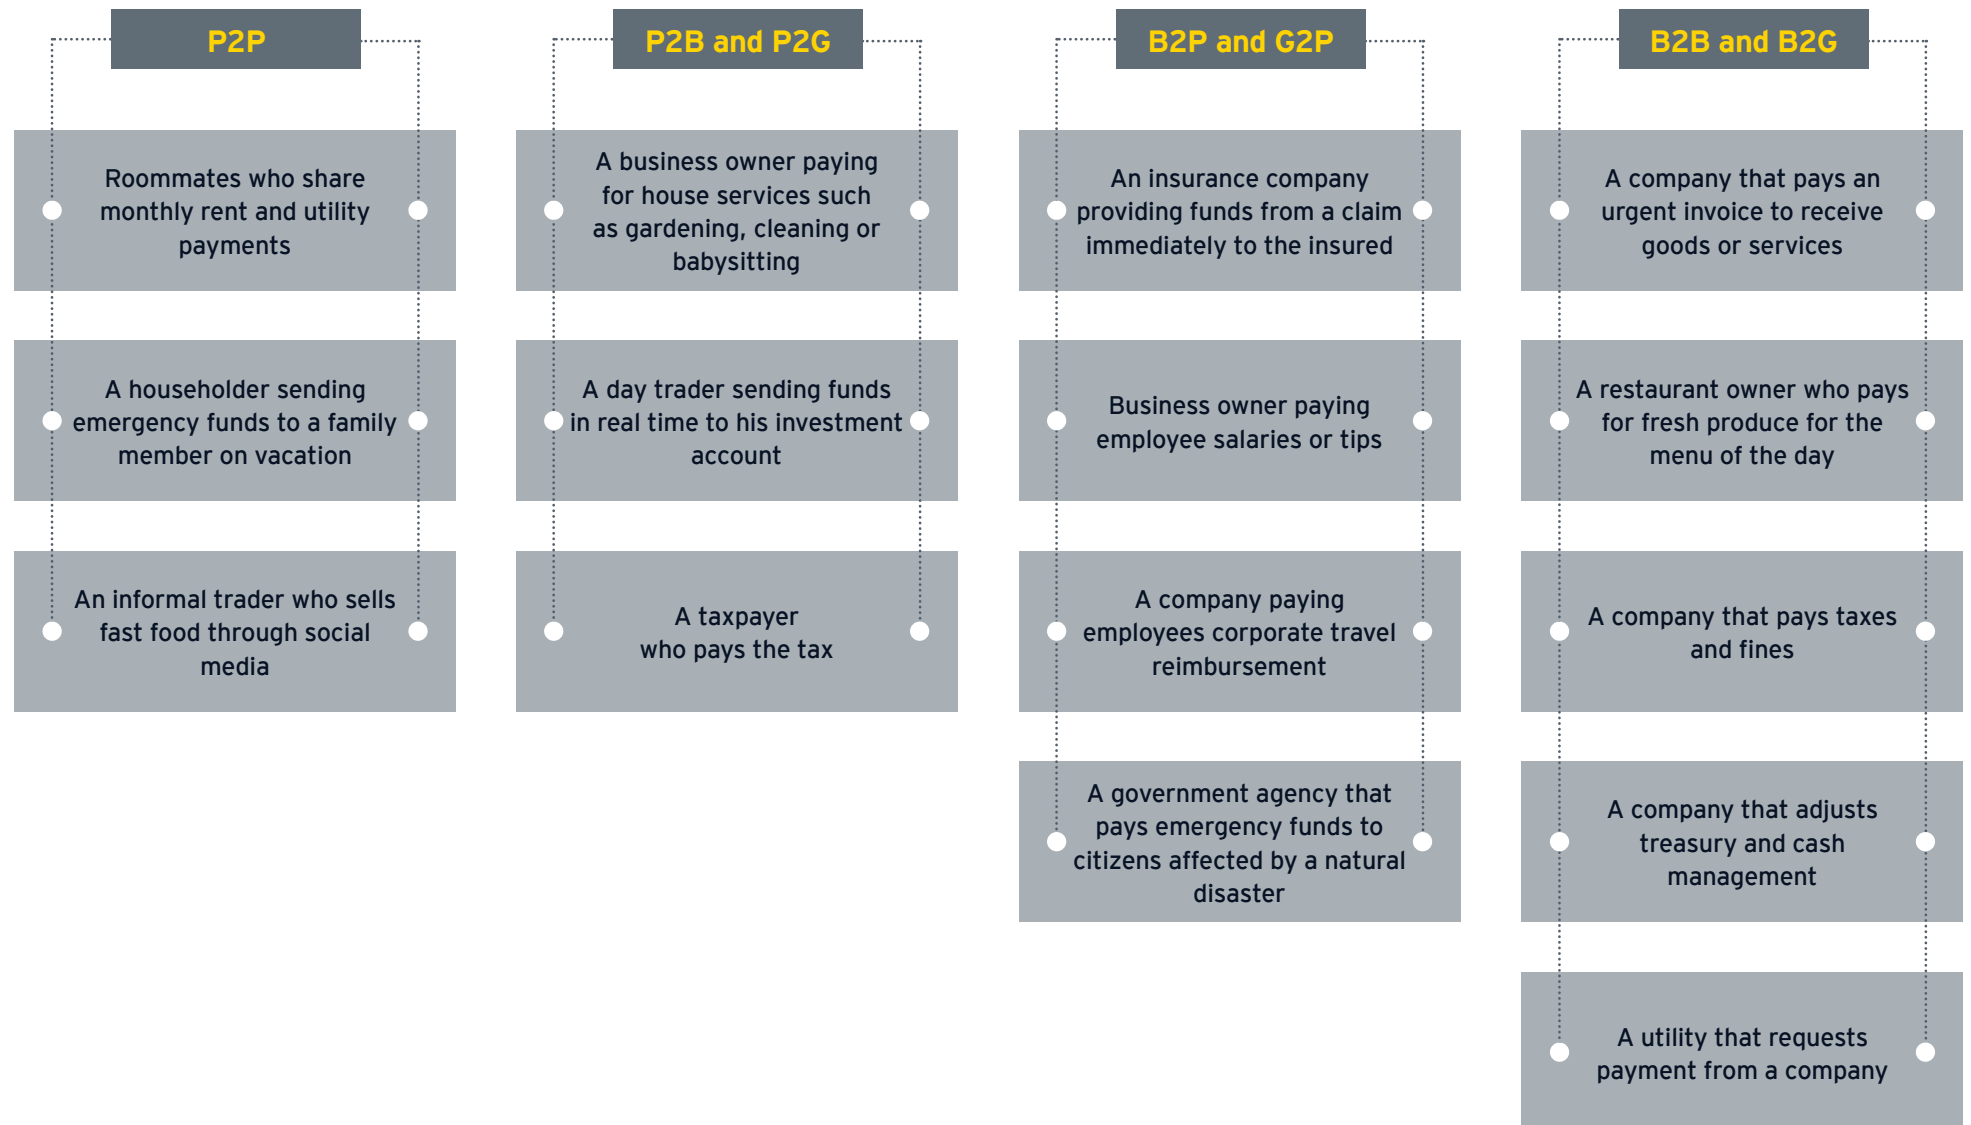 P2P
Roommates who share
monthly rent and utility
payments
A householder sending
emergency funds to a family
member on vacation
An informal trader who sells
fast food through social
media
P2B and P2G
A business owner paying
for house services such
as gardening, cleaning or
babysitting
A day trader sending funds
in real time to his investment
account
A taxpayer
who pays the tax
B2P and G2P
An insurance company
providing funds from a claim
immediately to the insured
Business owner paying
employee salaries or tips
A company paying
employees corporate travel
reimbursement
A government agency that
pays emergency funds to
citizens affected by a natural
disaster
B2B and B2G
A company that pays an
urgent invoice to receive
goods or services
A restaurant owner who pays
for fresh produce for the
menu of the day
A company that pays taxes
and fines
A company that adjusts
treasury and cash
management
A utility that requests
payment from a company